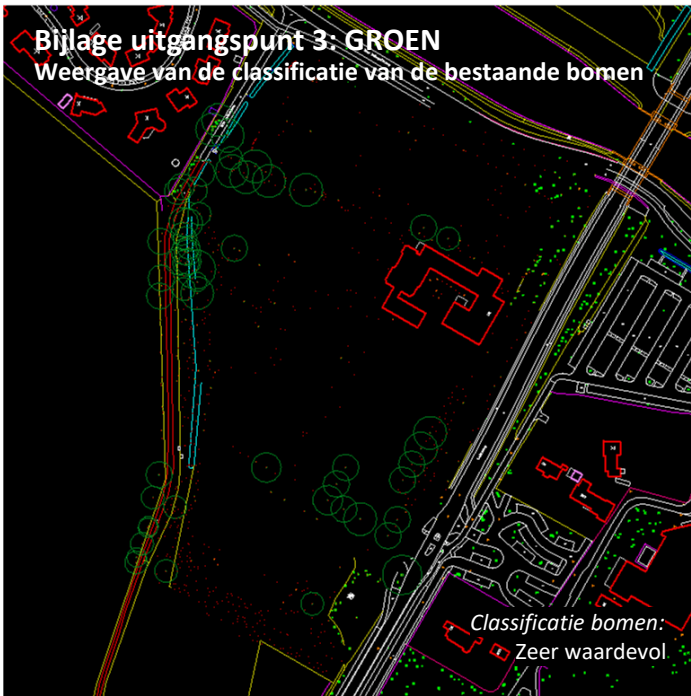 Bijlage uitgangspunt 3: GROEN
Weergave van de classificatie van de bestaande bomen
Classificatie bomen:
Zeer waardevol